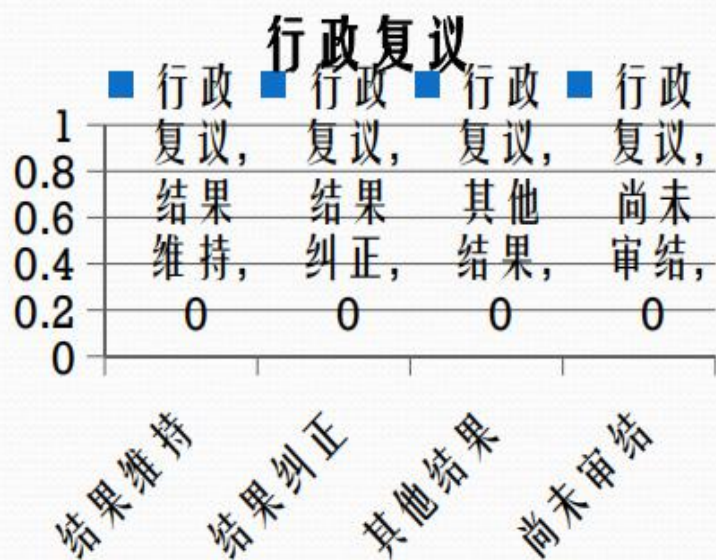 行政复议
行政 行政 行政 行政
复议, 复议, 复议, 复议,
结果 结果 其他 尚未
维持, 纠正, 结果, 审结,
0 0 0 0
1
0.8
0.6
0.4
0.2
0
结果维持
结果纠正
其他结果
尚未审结